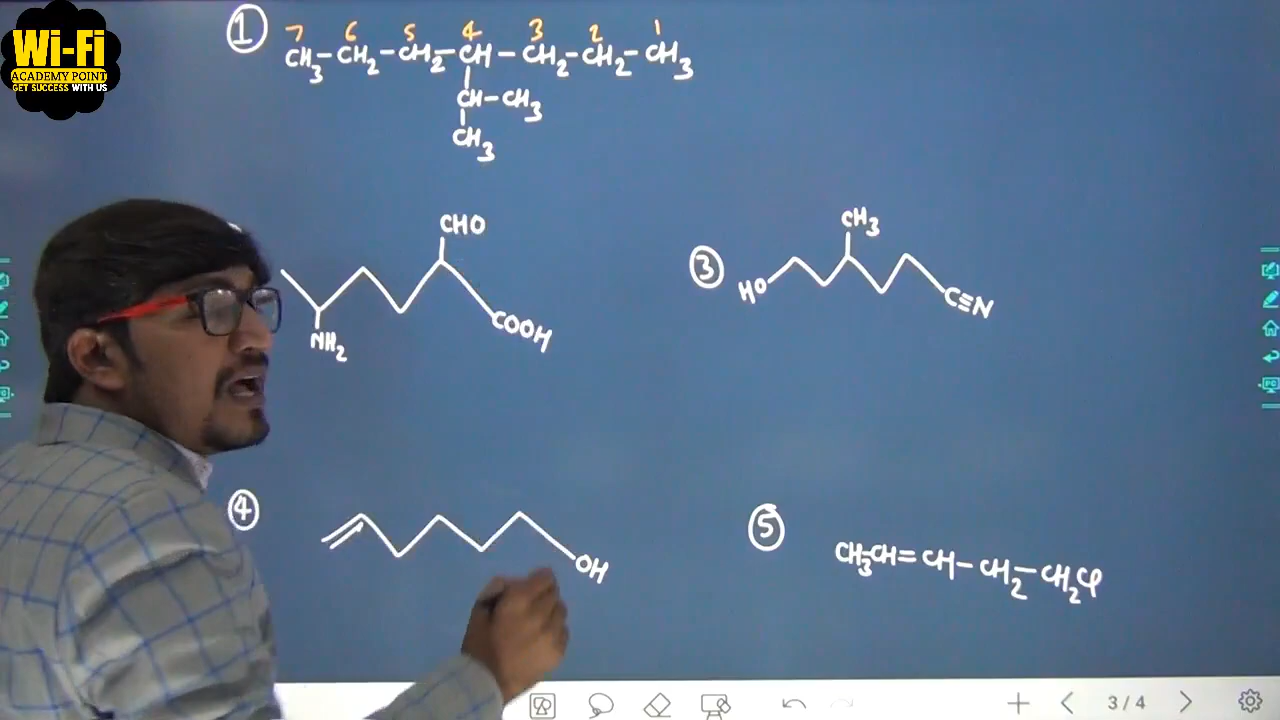 Wi-Fi
ACADEMY POINT
GET SUCCESS WITH US
① 7 6 5 4 3 2 1
CH₃-CH₂-CH₂-CH-CH₂-CH₂-CH₃
CH-CH₃
CH₃
CHO
NH₂
COOH
③
CH₃
HO
C≡N
④
OH
⑤
CH₃CH=CH-CH₂-CH₂Cl
3 / 4